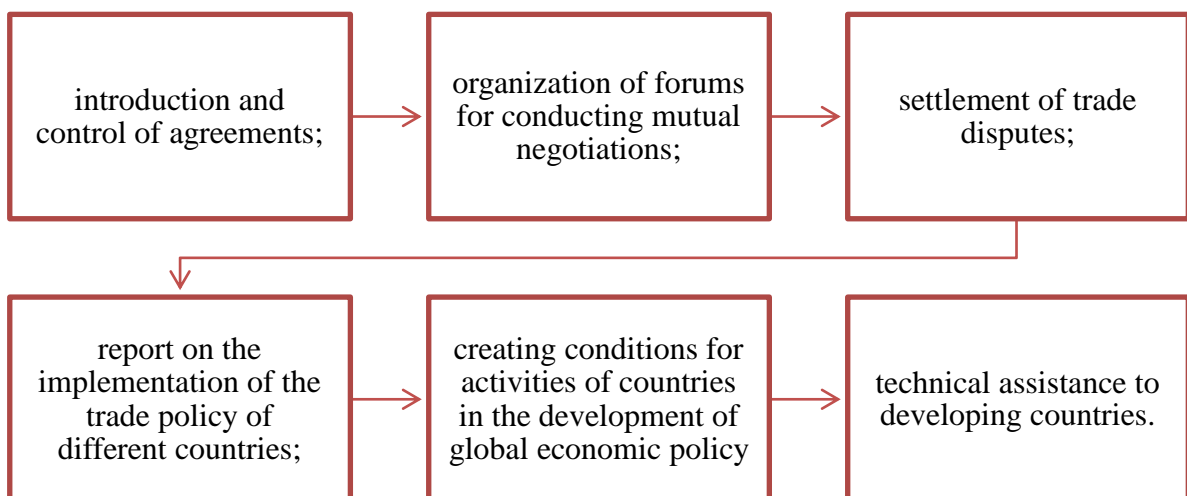 introduction and
control of agreements;
organization of forums
for conducting mutual
negotiations;
settlement of trade
disputes;
report on the
implementation of the
trade policy of
different countries;
creating conditions for
activities of countries
in the development of
global economic policy
technical assistance to
developing countries.